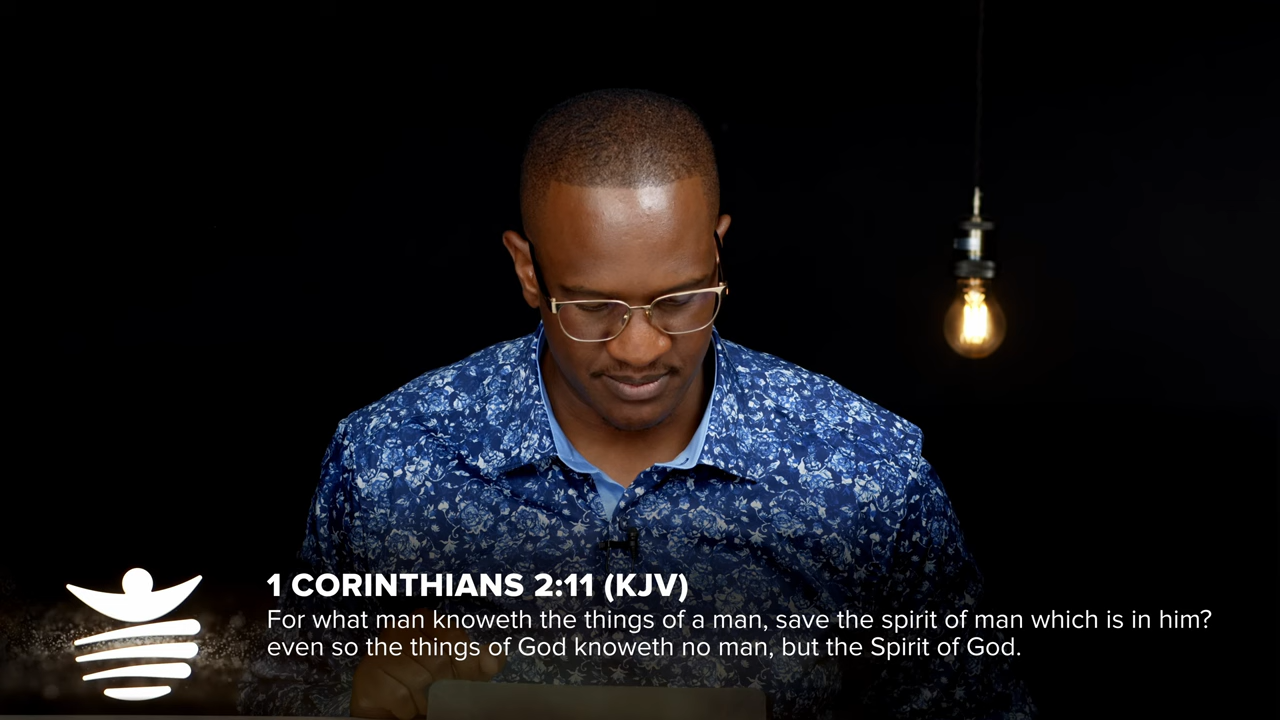 1 CORINTHIANS 2:11 (KJV)
For what man knoweth the things of a man, save the spirit of man which is in him?
even so the things of God knoweth no man, but the Spirit of God.